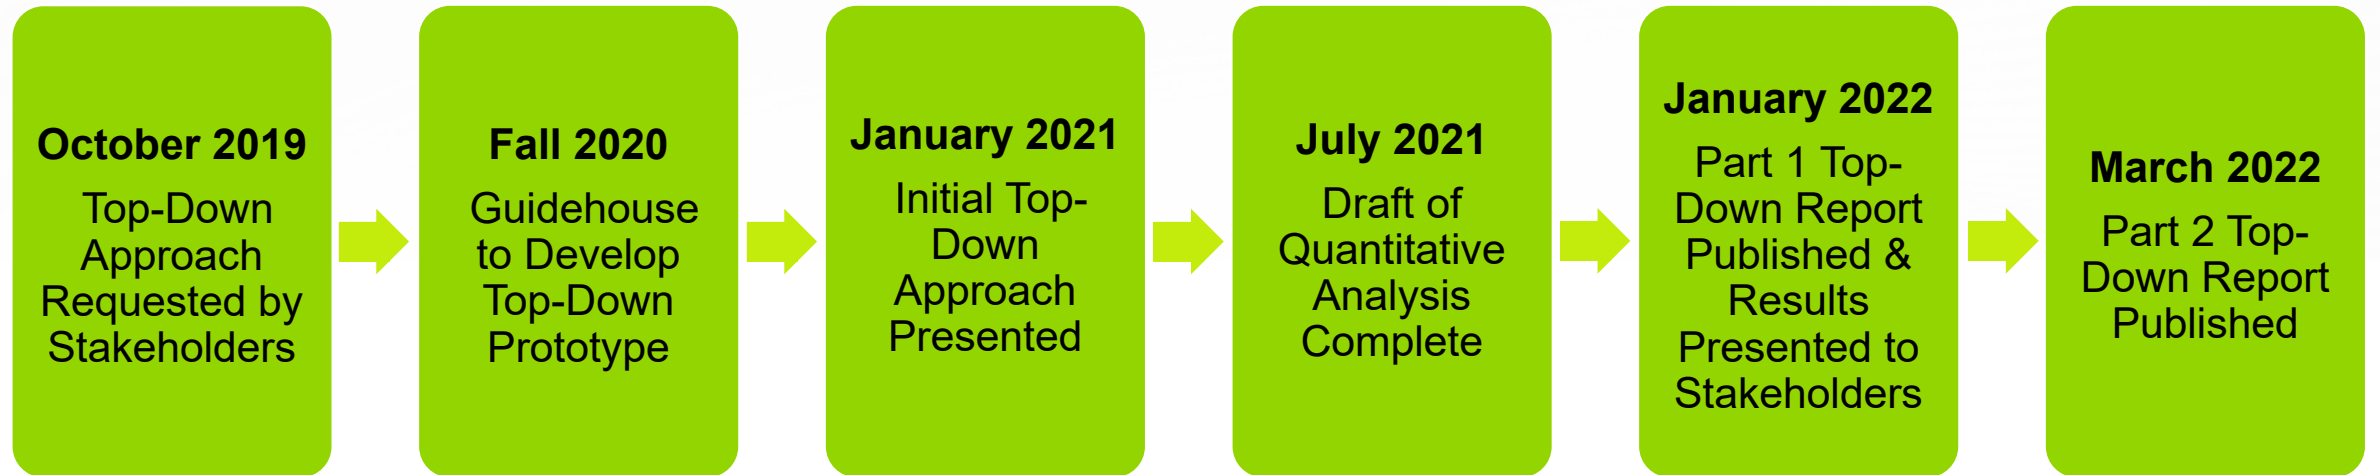 October 2019
Top-Down
Approach
Requested by
Stakeholders
Fall 2020
Guidehouse
to Develop
Top-Down
Prototype
January 2021
Initial Top-
Down
Approach
Presented
July 2021
Draft of
Quantitative
Analysis
Complete
January 2022
Part 1 Top-
Down Report
Published &
Results
Presented to
Stakeholders
March 2022
Part 2 Top-
Down Report
Published